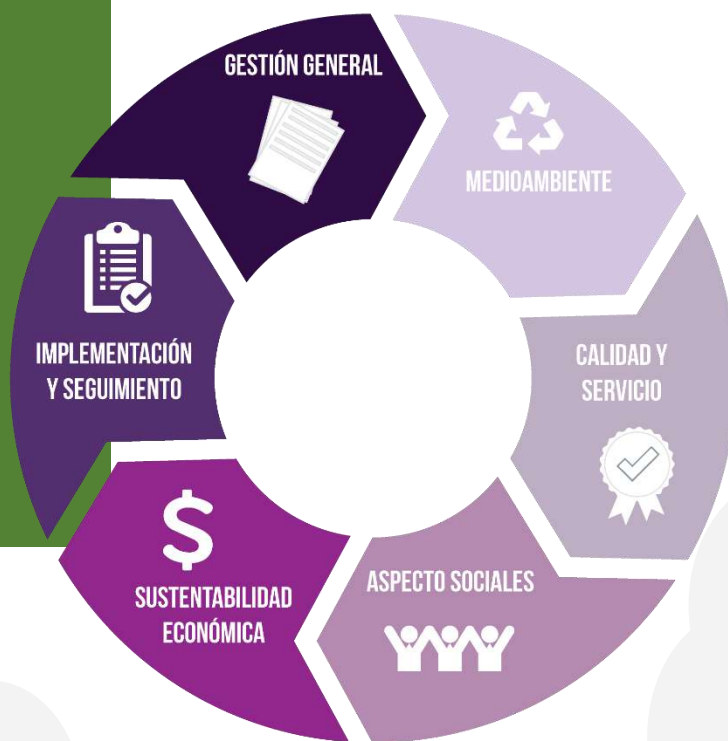 GESTIÓN GENERAL
MEDIOAMBIENTE
CALIDAD Y
SERVICIO
ASPECTO SOCIALES
$
SUSTENTABILIDAD
ECONÓMICA
IMPLEMENTACIÓN
Y SEGUIMIENTO